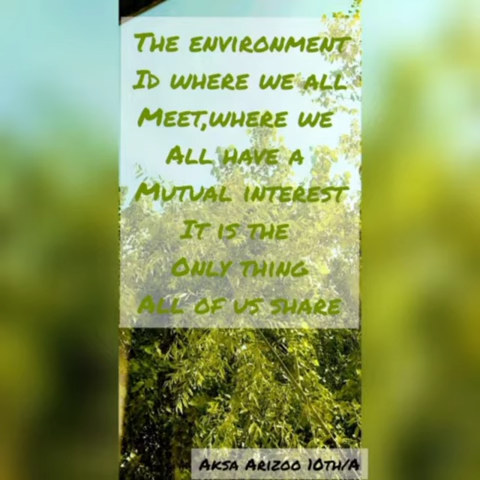 The environment
Id where we all
Meet,where we
All have a
Mutual interest
It is the
Only thing
All of us share
Aksa Arizoo 10th/A